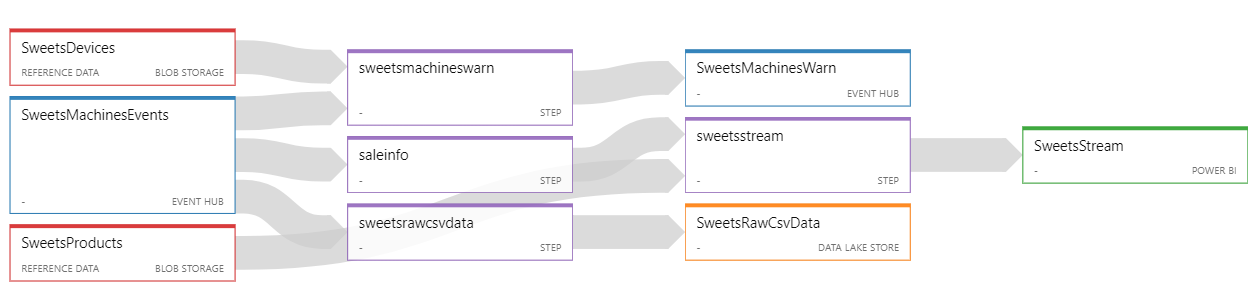 SweetsDevices
REFERENCE DATA BLOB STORAGE
SweetsMachinesEvents
- EVENT HUB
SweetsProducts
REFERENCE DATA BLOB STORAGE
sweetsmachineswarn
- STEP
saleinfo
- STEP
sweetsrawcsvdata
- STEP
SweetsMachinesWarn
- EVENT HUB
sweetsstream
- STEP
SweetsRawCsvData
- DATA LAKE STORE
SweetsStream
- POWER BI